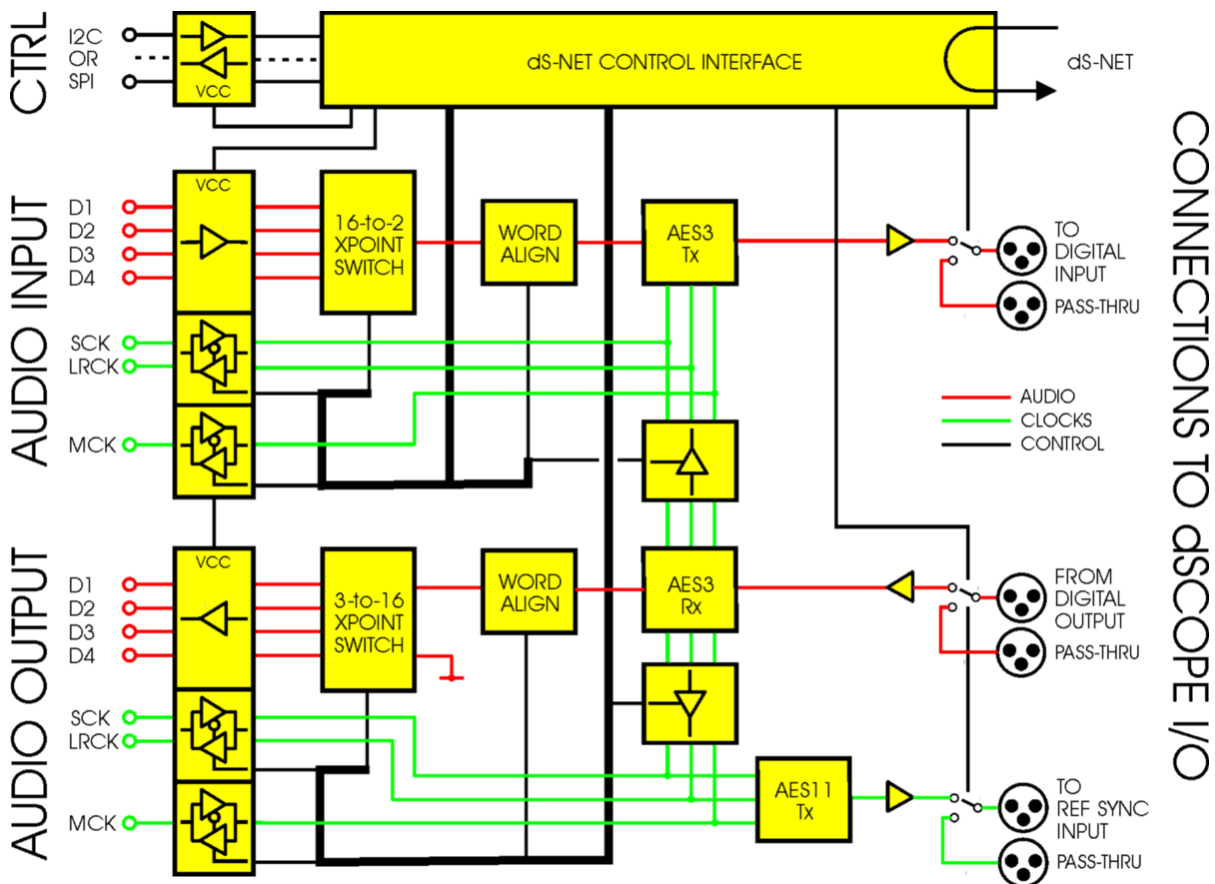 CTRL
I2C
OR
SPI
VCC
dS-NET CONTROL INTERFACE
dS-NET
AUDIO INPUT
D1
D2
D3
D4
SCK
LRCK
MCK
VCC
16-to-2
XPOINT
SWITCH
WORD
ALIGN
AES3
Tx
TO
DIGITAL
INPUT
PASS-THRU
AUDIO
CLOCKS
CONTROL
AUDIO OUTPUT
D1
D2
D3
D4
SCK
LRCK
MCK
VCC
3-to-16
XPOINT
SWITCH
WORD
ALIGN
AES3
Rx
FROM
DIGITAL
OUTPUT
PASS-THRU
AES11
Tx
TO
REF SYNC
INPUT
PASS-THRU
CONNECTIONS TO dSCOPE I/O